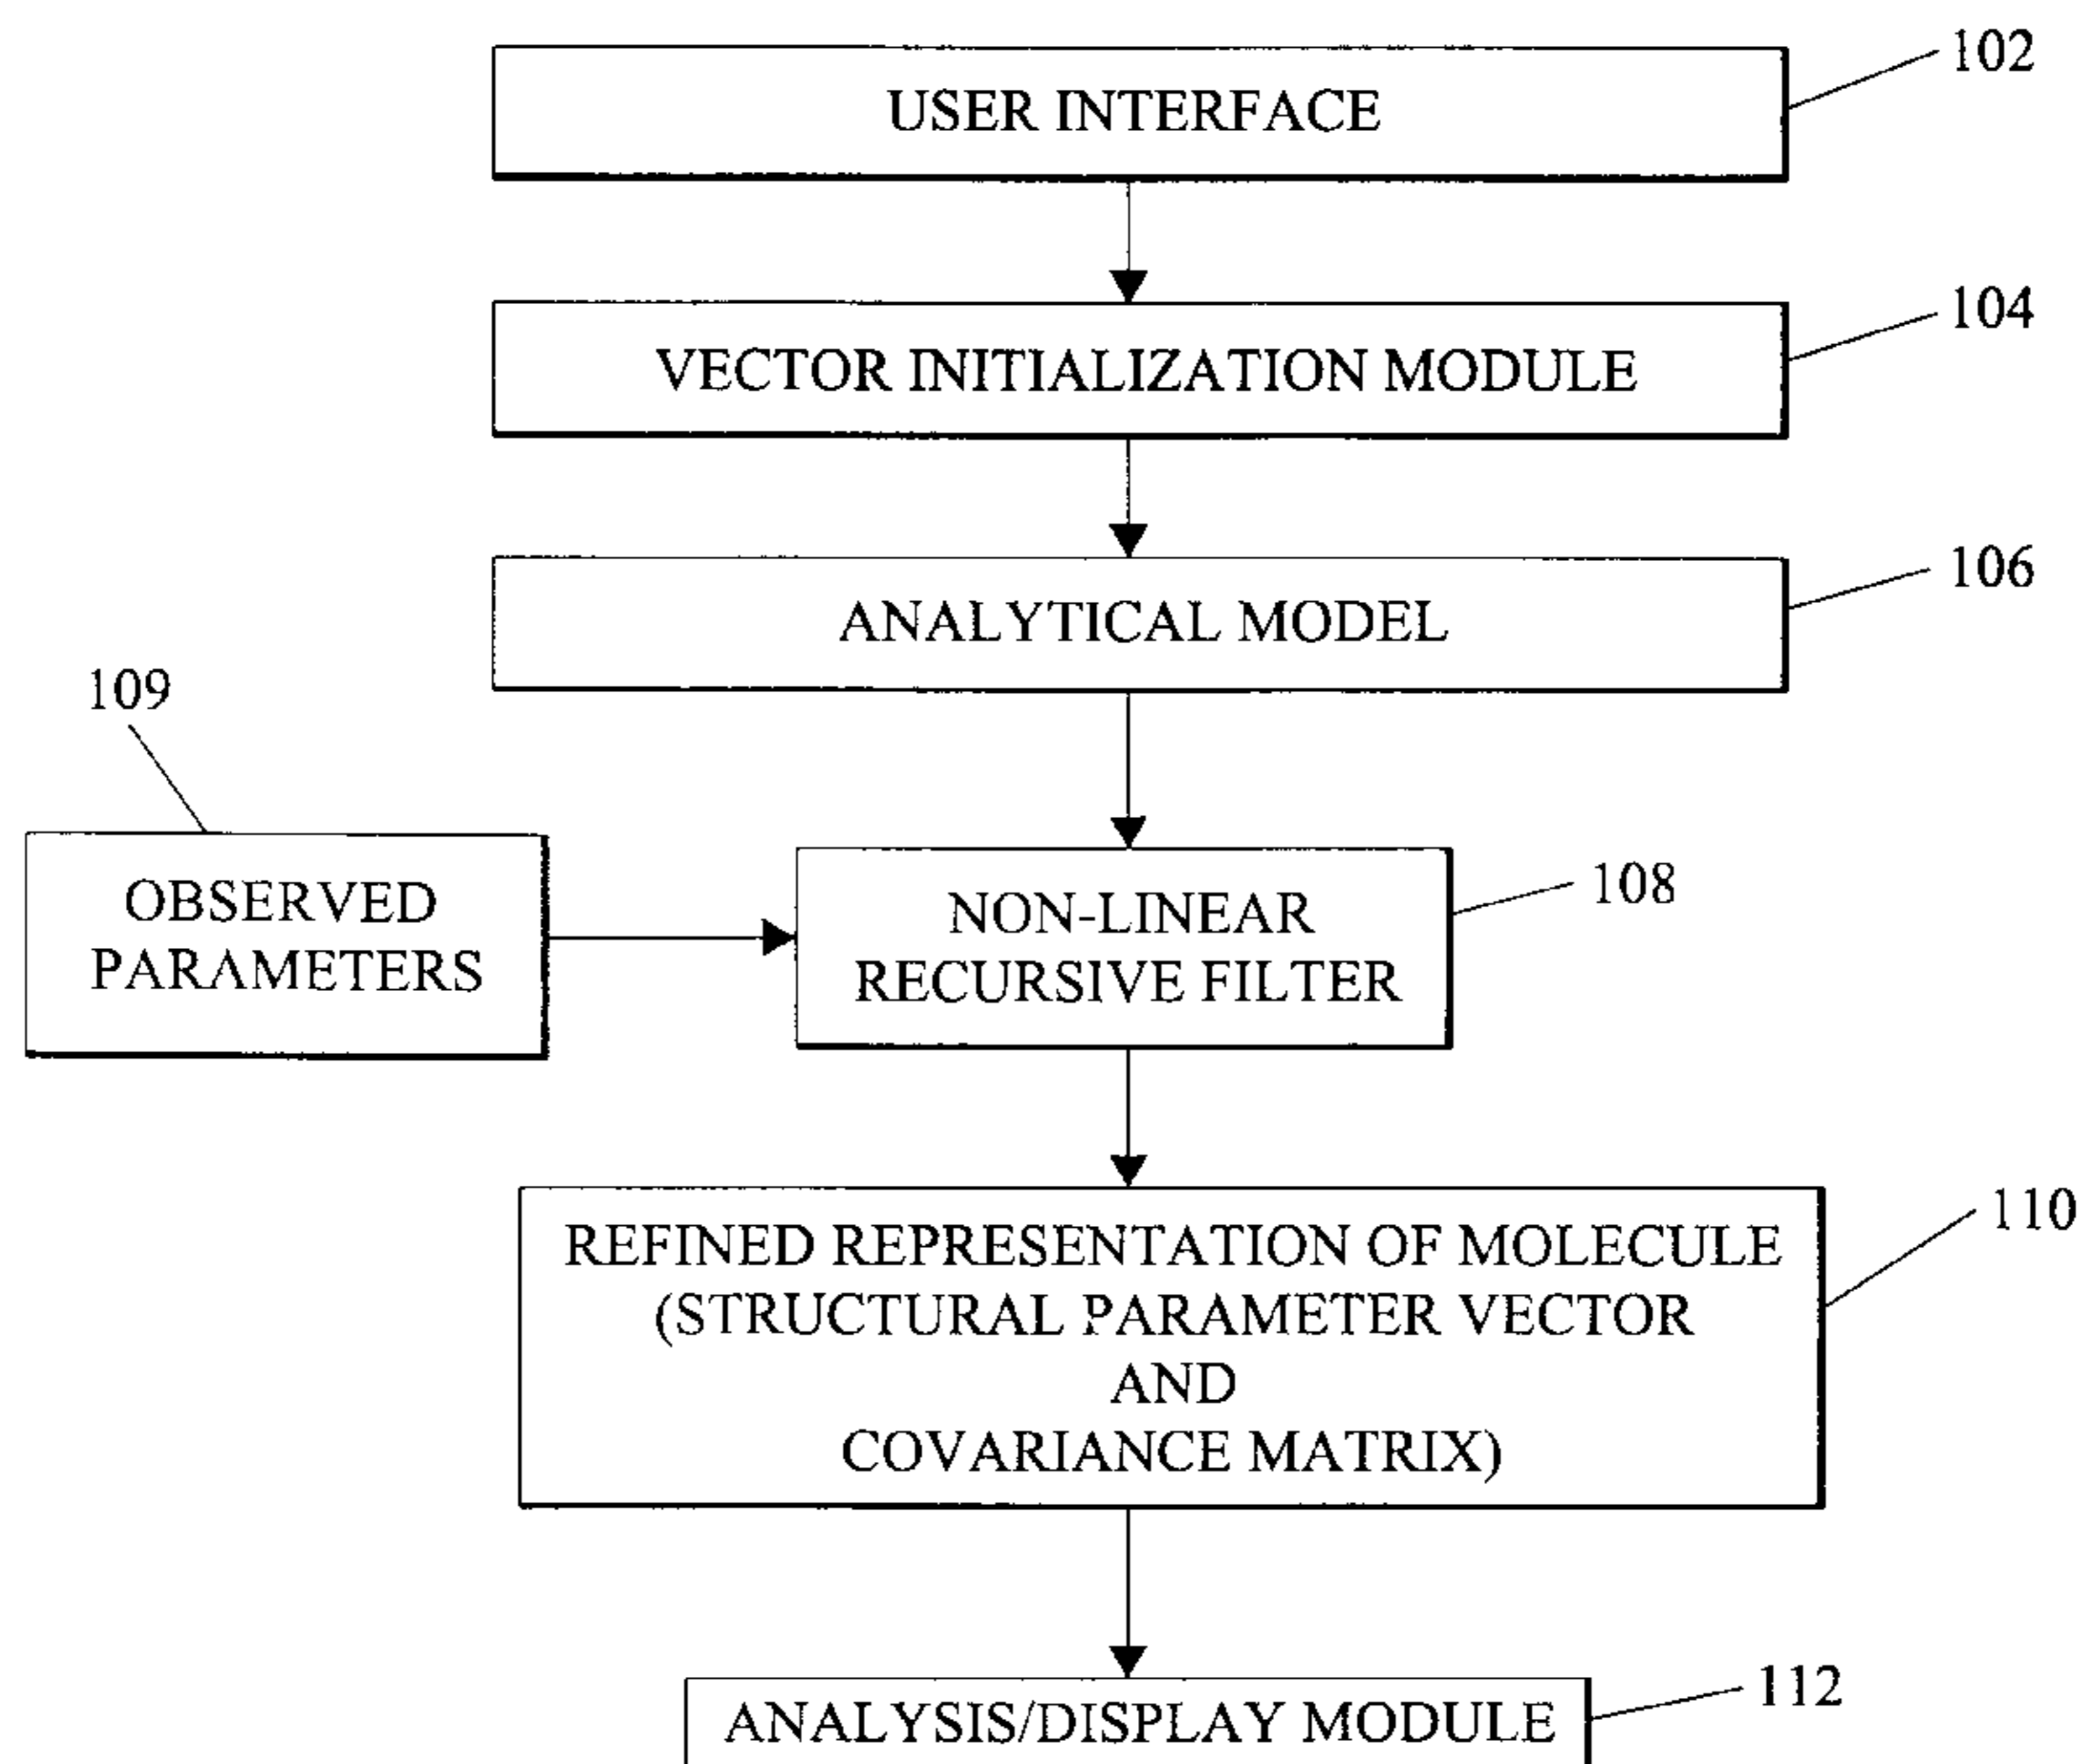 USER INTERFACE
102
VECTOR INITIALIZATION MODULE
104
ANALYTICAL MODEL
106
109
OBSERVED
PARAMETERS
NON-LINEAR
RECURSIVE FILTER
108
REFINED REPRESENTATION OF MOLECULE
(STRUCTURAL PARAMETER VECTOR
AND
COVARIANCE MATRIX)
110
ANALYSIS/DISPLAY MODULE
112